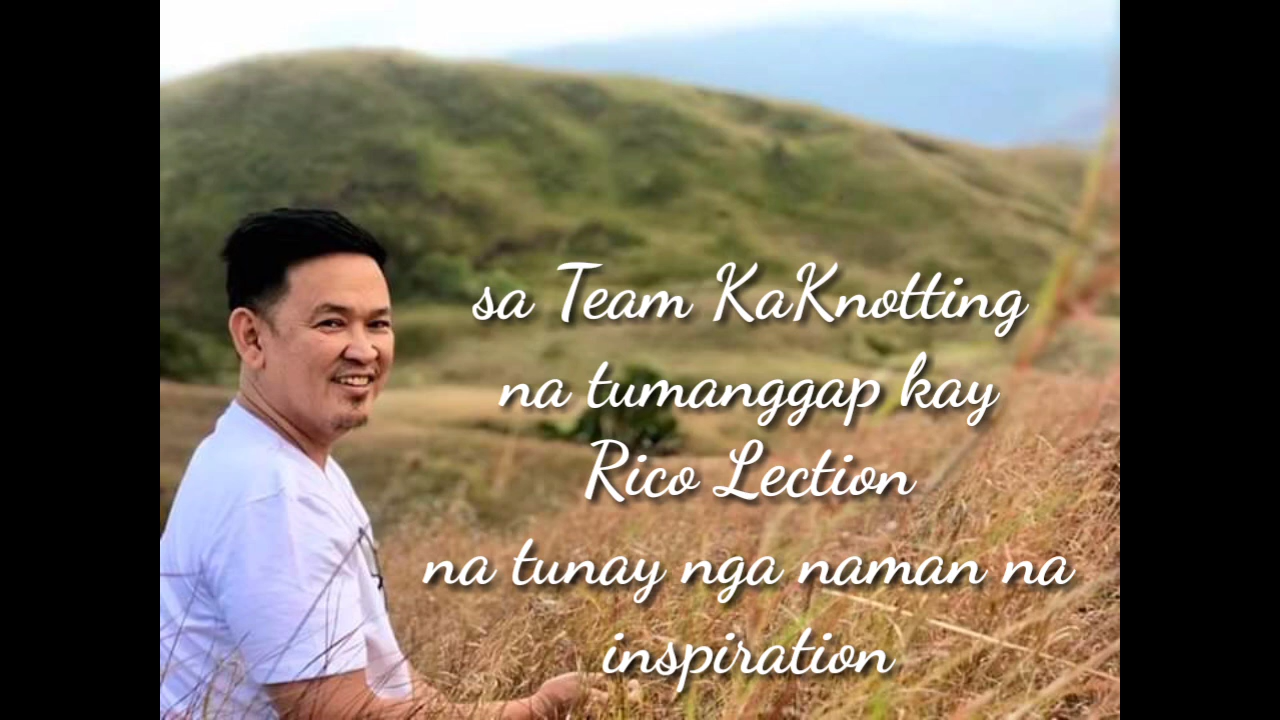 sa Team KaKnotting
na tumanggap kay
Rico Lection
na tunay nga naman na
inspiration